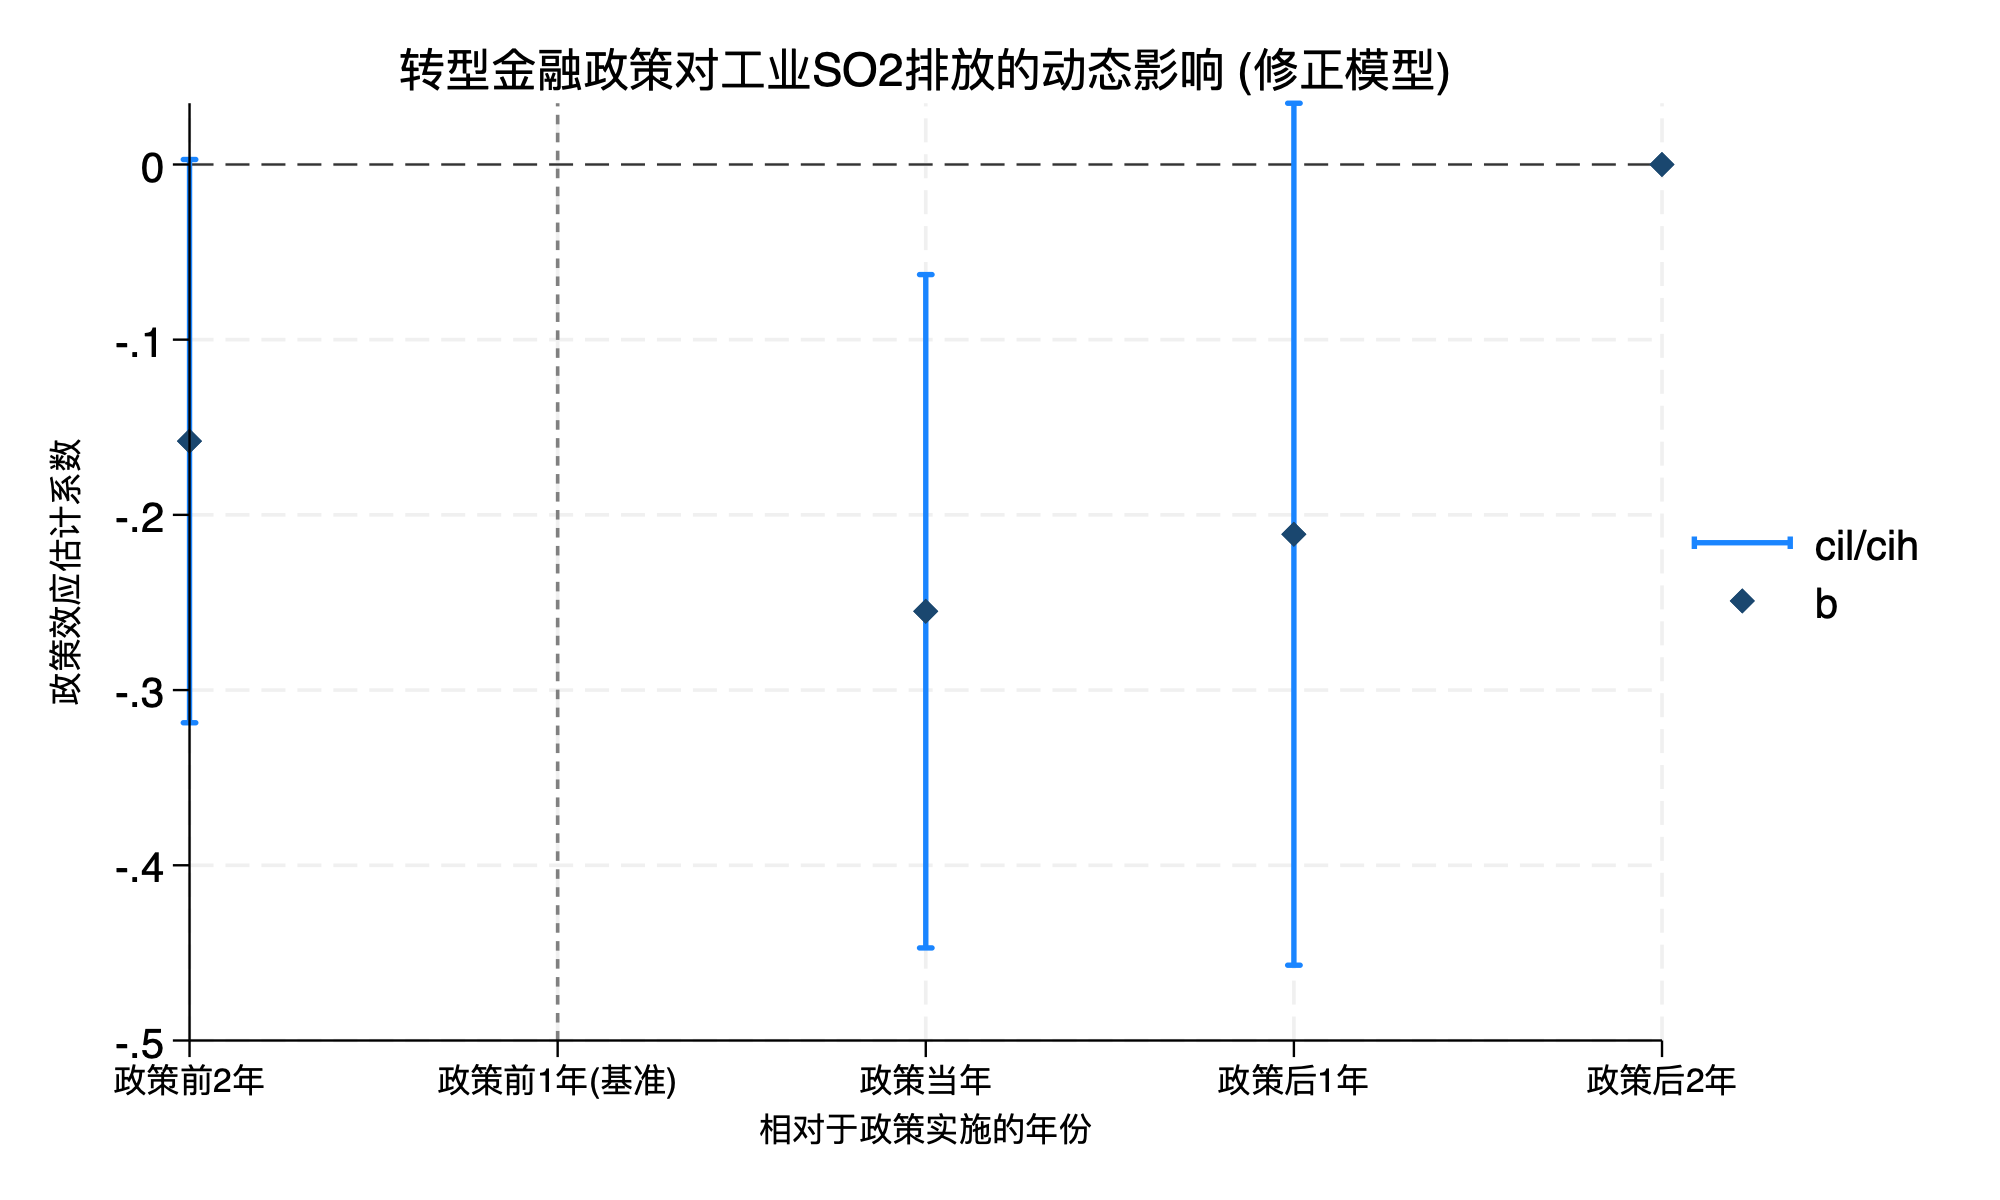 转型金融政策对工业SO2排放的动态影响 (修正模型)
0
-.1
-.2
-.3
-.4
-.5
政策效应估计系数
cil/cih
b
政策前2年
政策前1年(基准)
政策当年
政策后1年
政策后2年
相对于政策实施的年份